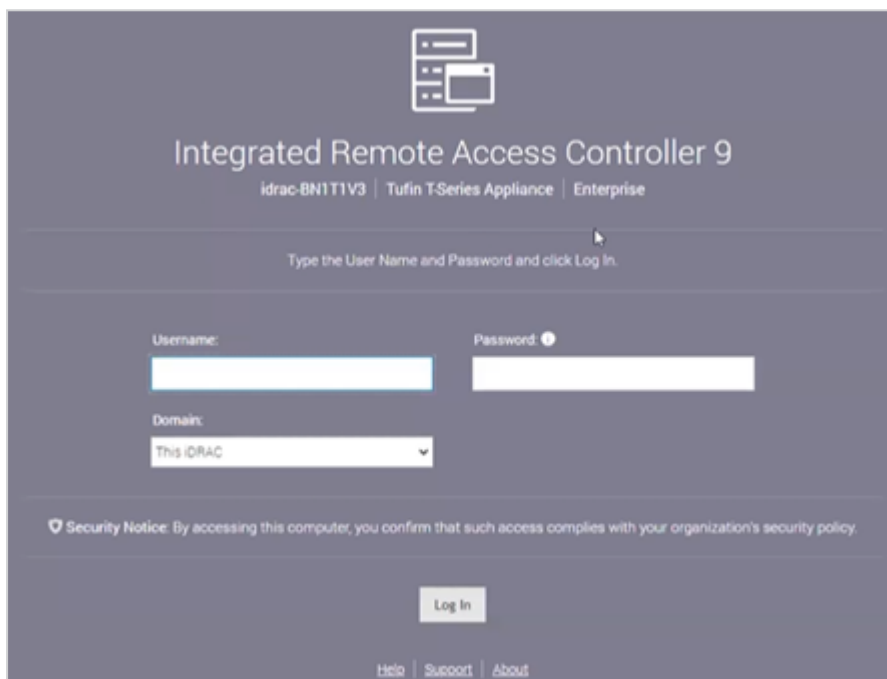 Integrated Remote Access Controller 9
idrac-BN1T1V3 | Tufin T-Series Appliance | Enterprise
Type the User Name and Password and click Log In.
Username:
Password:
Domain:
This iDRAC
Security Notice: By accessing this computer, you confirm that such access complies with your organization's security policy.
Log In
Help | Support | About